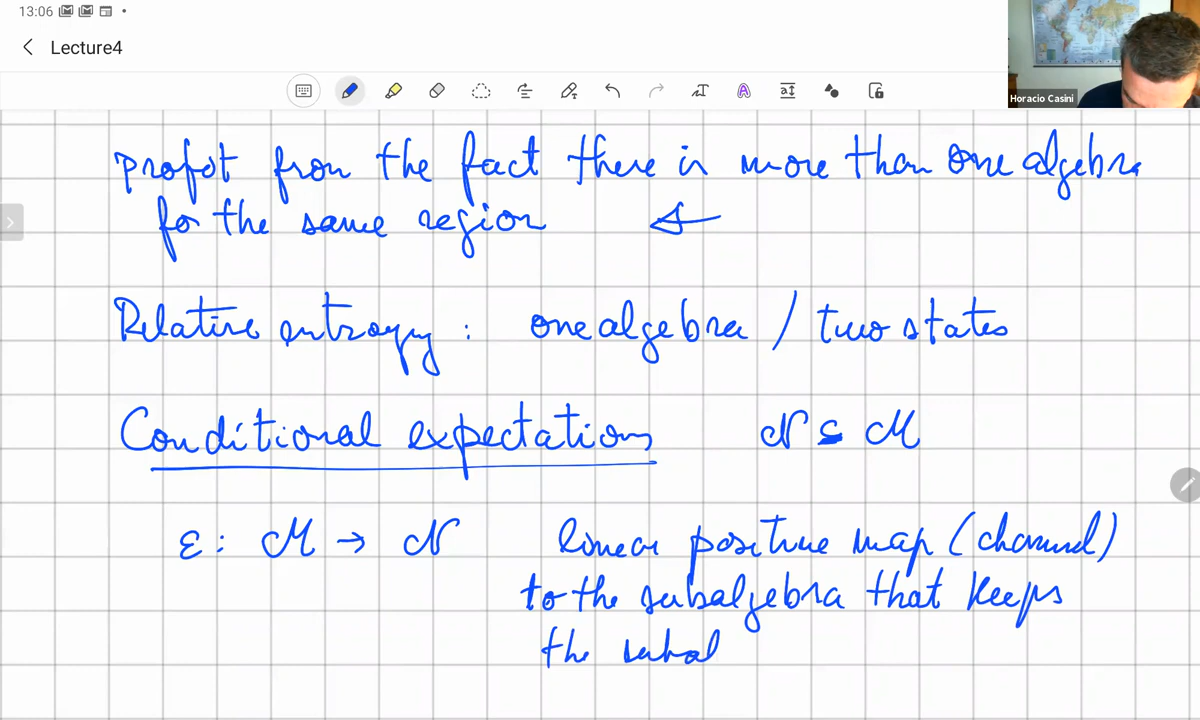 13:06
Lecture4
Horacio Casini
profit from the fact there is more than one algebra
for the same region ←
Relative entropy : one algebra / two states
Conditional expectations N ⊆ M
ε : M → N linear positive map (channel)
to the subalgebra that keeps
the subal